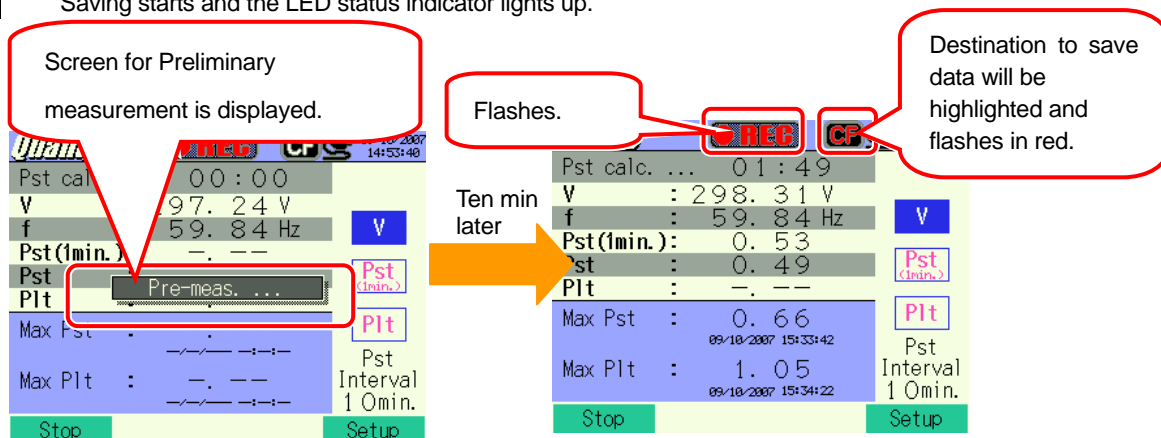 Saving starts and the LED status indicator lights up.
Screen for Preliminary
measurement is displayed.
REC CF
14:53:40
Pst cal 00:00
V 97. 24 V
f 59. 84 Hz
Pst(1min.) -. --
Pst
Plt : .
Pre-meas. ...
Max Pst : .
--/--/---- --:--:--
Max Plt : -. --
--/--/---- --:--:--
V
Pst
(1min.)
Plt
Pst
Interval
10min.
Stop Setup
Ten min
later
Flashes.
Destination to save
data will be
highlighted and
flashes in red.
REC CF
Pst calc. ... 01:49
V : 298. 31 V
f : 59. 84 Hz
Pst(1min.): 0. 53
Pst : 0. 49
Plt : -. --
Max Pst : 0. 66
09/10/2007 15:33:42
Max Plt : 1. 05
09/10/2007 15:34:22
V
Pst
(1min.)
Plt
Pst
Interval
10min.
Stop Setup